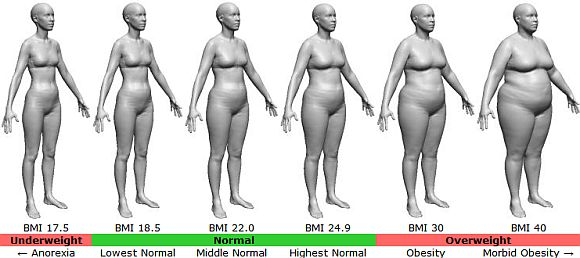 BMI 17.5 BMI 18.5 BMI 22.0 BMI 24.9 BMI 30 BMI 40
Underweight Normal Overweight
← Anorexia Lowest Normal Middle Normal Highest Normal Obesity Morbid Obesity →